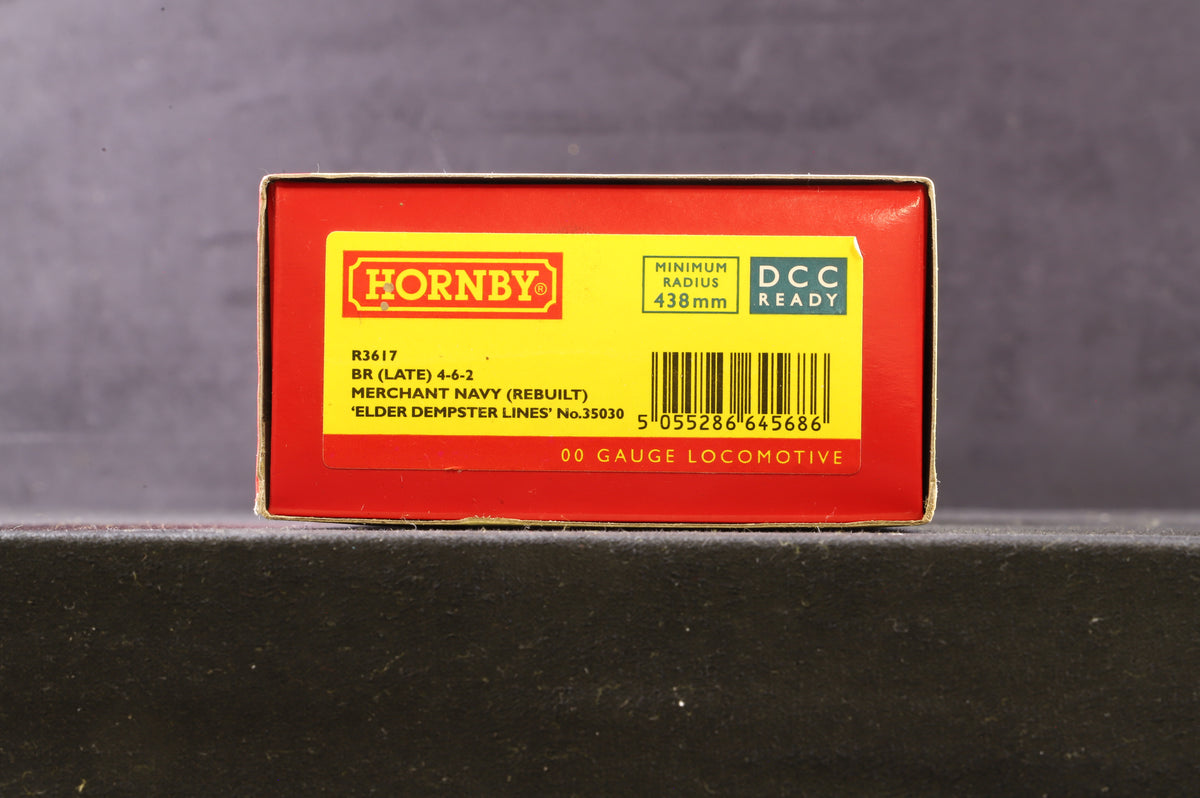 HORNBY®
MINIMUM
RADIUS
438mm
DCC
READY
R3617
BR (LATE) 4-6-2
MERCHANT NAVY (REBUILT)
‘ELDER DEMPSTER LINES’ No.35030
5 055286 645686
00 GAUGE LOCOMOTIVE